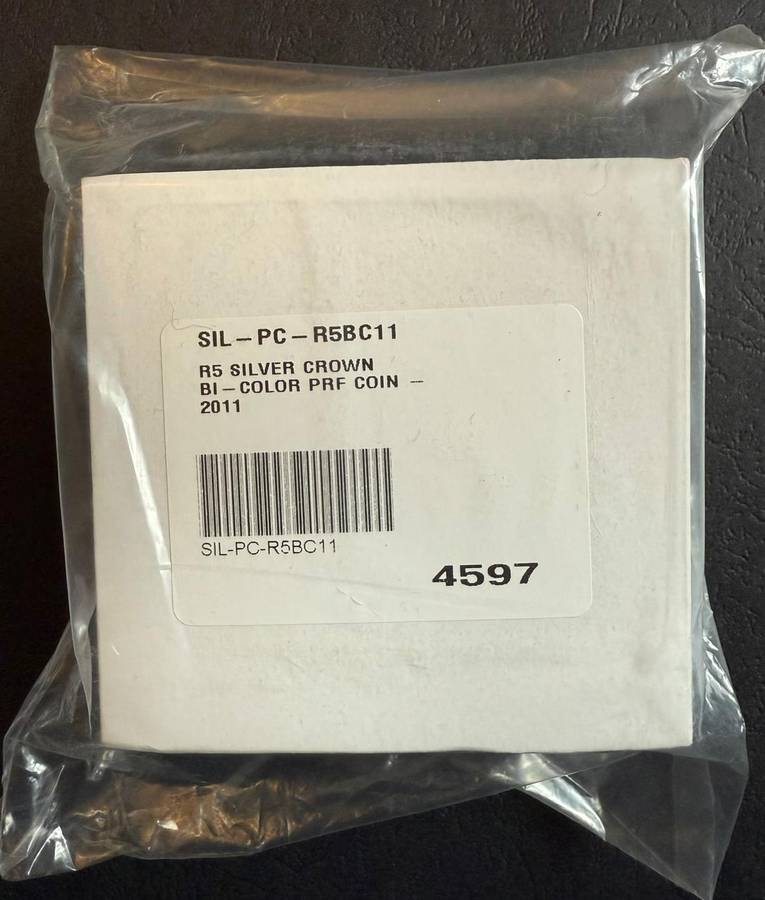 SIL-PC-R5BC11
R5 SILVER CROWN
BI-COLOR PRF COIN -
2011
SIL-PC-R5BC11
4597